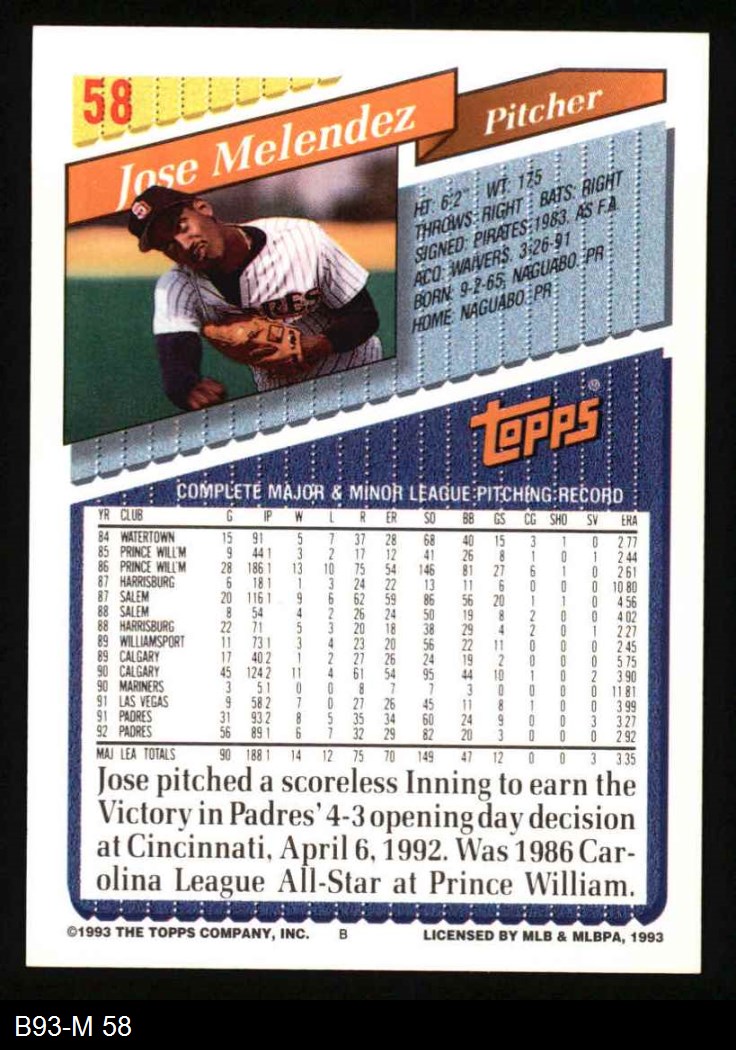 58
Jose Melendez
Pitcher
HT: 6'2" WT: 175
THROWS: RIGHT BATS: RIGHT
SIGNED: PIRATES 1983, AS F.A.
ACQ: WAIVERS, 3-26-91
BORN: 9-2-65, NAGUABO, PR
HOME: NAGUABO, PR
topps®
COMPLETE MAJOR & MINOR LEAGUE PITCHING RECORD
YR CLUB G IP W L R ER SO BB GS CG SHO SV ERA
84 WATERTOWN 15 91 5 7 37 28 68 40 15 3 1 0 2.77
85 PRINCE WILL'M 9 44.1 3 2 17 12 41 26 8 1 0 1 2.44
86 PRINCE WILL'M 28 186.1 13 10 75 54 146 81 27 6 1 0 2.61
87 HARRISBURG 6 18.1 1 3 24 22 13 11 6 0 0 0 10.80
87 SALEM 20 116.1 9 6 62 59 86 56 20 1 1 0 4.56
88 SALEM 8 54 4 2 26 24 50 19 8 2 0 0 4.02
88 HARRISBURG 22 71 5 3 20 18 38 29 4 2 0 1 2.27
89 WILLIAMSPORT 11 73.1 3 4 23 20 56 22 11 0 0 0 2.45
89 CALGARY 17 40.2 1 2 27 26 24 19 2 0 0 0 5.75
90 CALGARY 45 124.2 11 4 61 54 95 44 10 1 0 2 3.90
90 MARINERS 3 5.1 0 0 8 7 7 3 0 0 0 0 11.81
91 LAS VEGAS 9 58.2 7 0 27 26 45 11 8 1 0 0 3.99
91 PADRES 31 93.2 8 5 35 34 60 24 9 0 0 3 3.27
92 PADRES 56 89.1 6 7 32 29 82 20 3 0 0 0 2.92
MAJ. LEA. TOTALS 90 188.1 14 12 75 70 149 47 12 0 0 3 3.35
Jose pitched a scoreless Inning to earn the
Victory in Padres' 4-3 opening day decision
at Cincinnati, April 6, 1992. Was 1986 Car-
olina League All-Star at Prince William.
©1993 THE TOPPS COMPANY, INC. B LICENSED BY MLB & MLBPA, 1993
B93-M 58